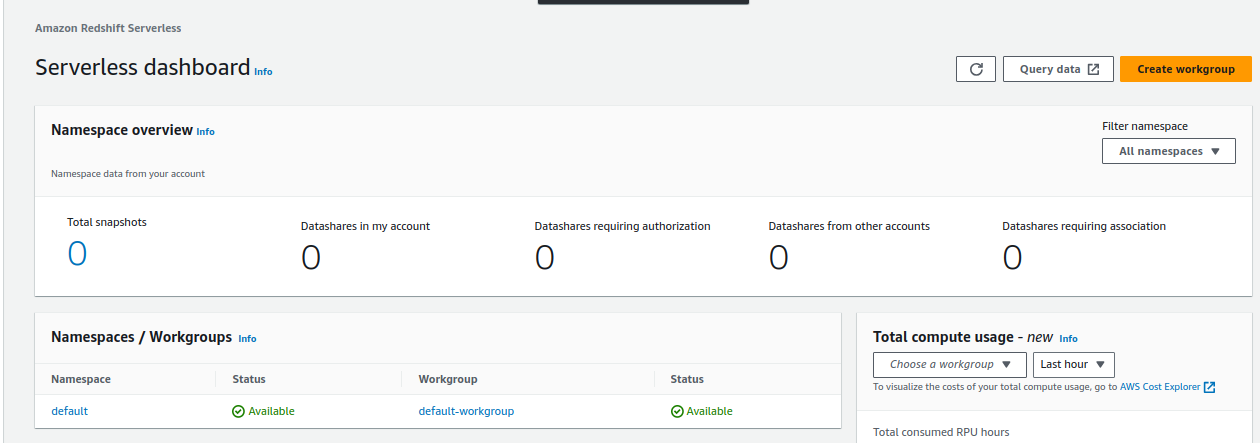 Amazon Redshift Serverless
Serverless dashboard Info
Query data
Create workgroup
Namespace overview Info
Filter namespace
All namespaces
Namespace data from your account
Total snapshots
0
Datashares in my account
0
Datashares requiring authorization
0
Datashares from other accounts
0
Datashares requiring association
0
Namespaces / Workgroups Info
Namespace Status Workgroup Status
default Available default-workgroup Available
Total compute usage - new Info
Choose a workgroup Last hour
To visualize the costs of your total compute usage, go to AWS Cost Explorer
Total consumed RPU hours